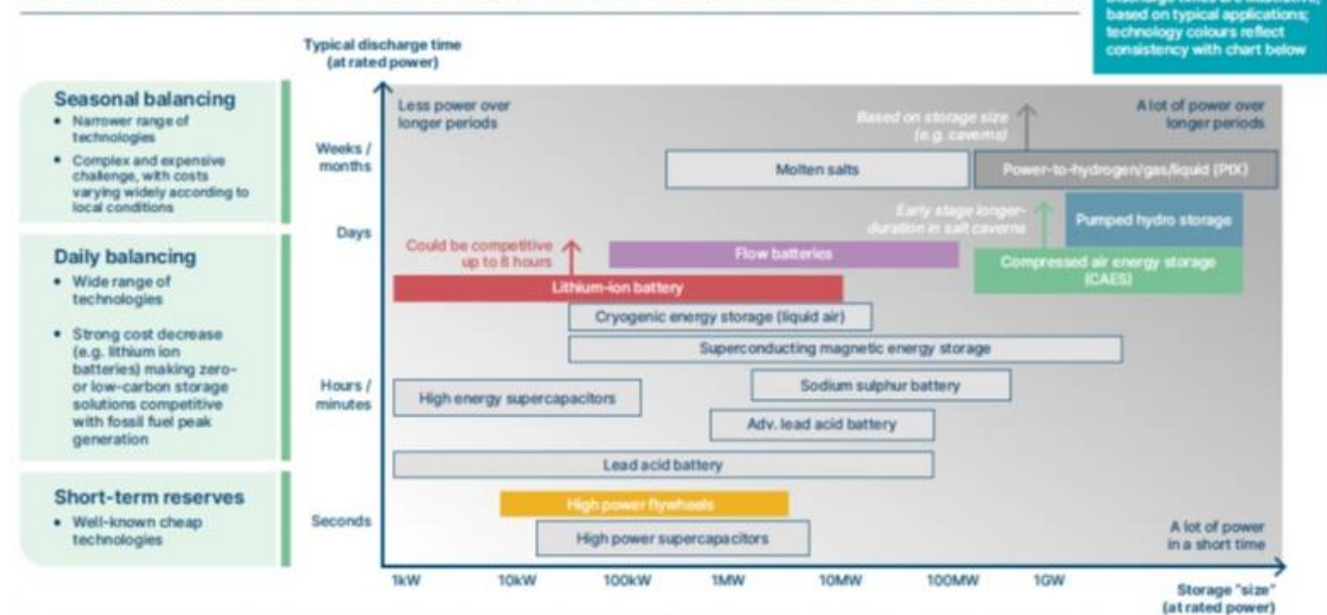 based on typical applications;
technology colours reflect
consistency with chart below
Typical discharge time
(at rated power)
Seasonal balancing
• Narrower range of
technologies
• Complex and expensive
challenge, with costs
varying widely according to
local conditions
Daily balancing
• Wide range of
technologies
• Strong cost decrease
(e.g. lithium ion
batteries) making zero-
or low-carbon storage
solutions competitive
with fossil fuel peak
generation
Short-term reserves
• Well-known cheap
technologies
Weeks /
months
Days
Hours /
minutes
Seconds
Less power over
longer periods
Based on storage size
(e.g. caverns)
A lot of power over
longer periods
Molten salts
Power-to-hydrogen/gas/liquid (PtX)
Early stage longer-
duration in salt caverns
Pumped hydro storage
Could be competitive
up to 8 hours
Flow batteries
Compressed air energy storage
(CAES)
Lithium-ion battery
Cryogenic energy storage (liquid air)
Superconducting magnetic energy storage
High energy supercapacitors
Sodium sulphur battery
Adv. lead acid battery
Lead acid battery
High power flywheels
High power supercapacitors
A lot of power
in a short time
1kW 10kW 100kW 1MW 10MW 100MW 1GW
Storage "size"
(at rated power)